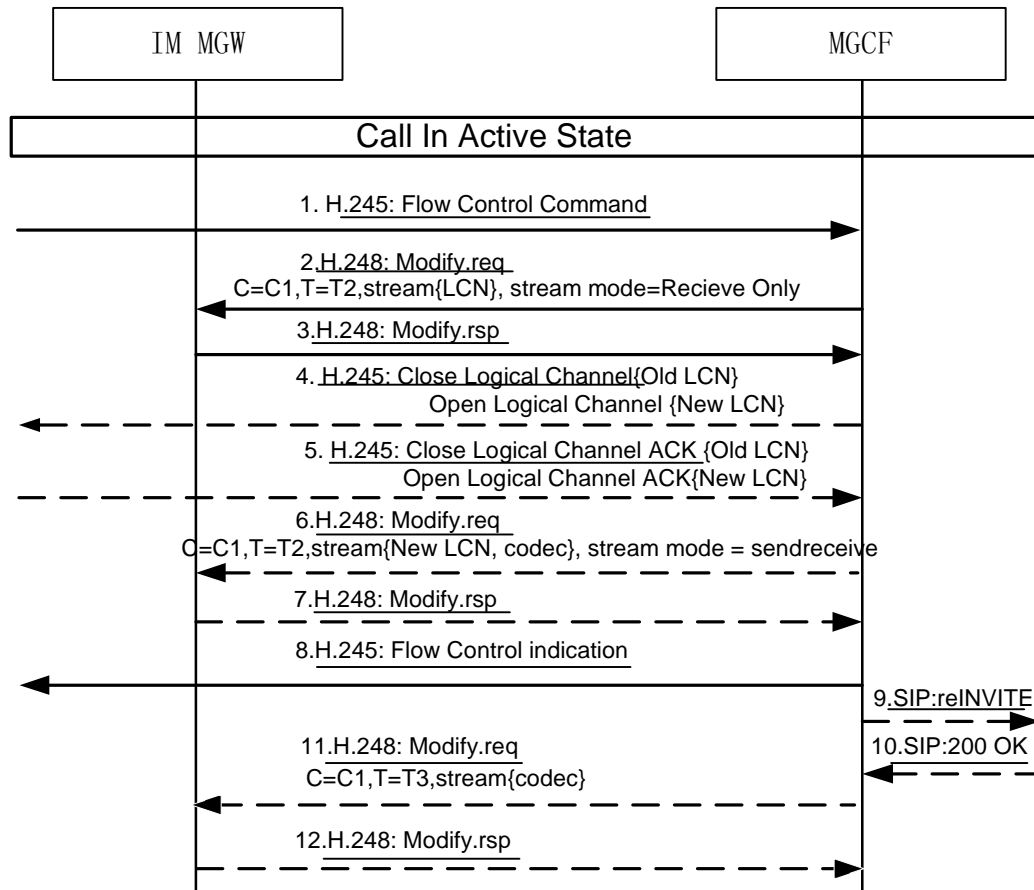 IM MGW
MGCF
Call In Active State
1. H.245: Flow Control Command
2.H.248: Modify.req
C=C1,T=T2,stream{LCN}, stream mode=Recieve Only
3.H.248: Modify.rsp
4. H.245: Close Logical Channel{Old LCN}
Open Logical Channel {New LCN}
5. H.245: Close Logical Channel ACK {Old LCN}
Open Logical Channel ACK{New LCN}
6.H.248: Modify.req
C=C1,T=T2,stream{New LCN, codec}, stream mode = sendreceive
7.H.248: Modify.rsp
8.H.245: Flow Control indication
9.SIP:reINVITE
10.SIP:200 OK
11.H.248: Modify.req
C=C1,T=T3,stream{codec}
12.H.248: Modify.rsp